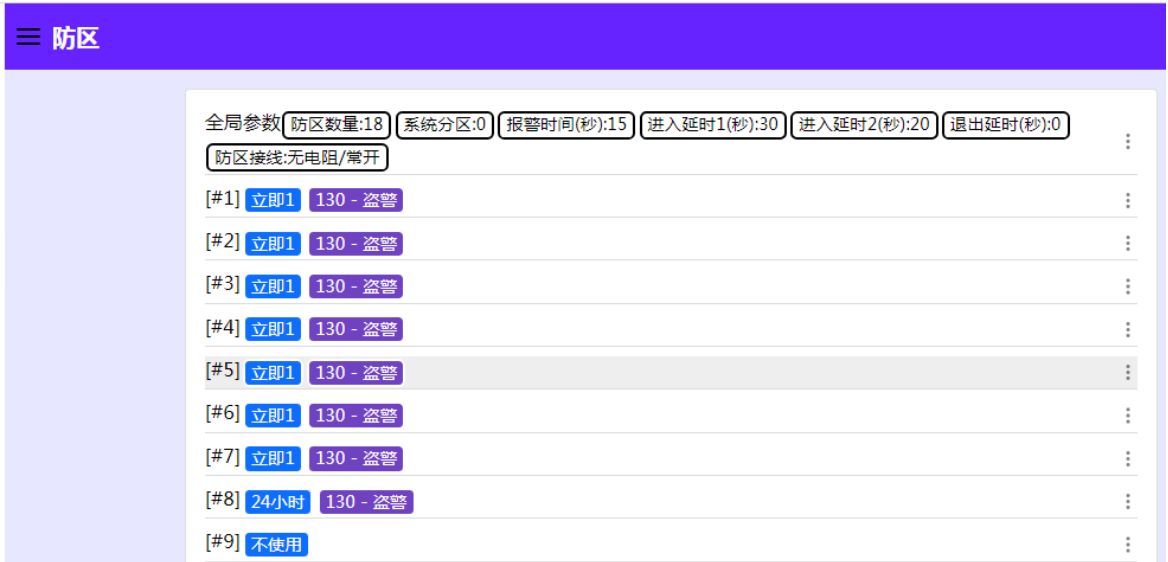 防区
全局参数 防区数量:18 系统分区:0 报警时间(秒):15 进入延时1(秒):30 进入延时2(秒):20 退出延时(秒):0
防区接线:无电阻/常开
[#1] 立即1 130 - 盗警
[#2] 立即1 130 - 盗警
[#3] 立即1 130 - 盗警
[#4] 立即1 130 - 盗警
[#5] 立即1 130 - 盗警
[#6] 立即1 130 - 盗警
[#7] 立即1 130 - 盗警
[#8] 24小时 130 - 盗警
[#9] 不使用